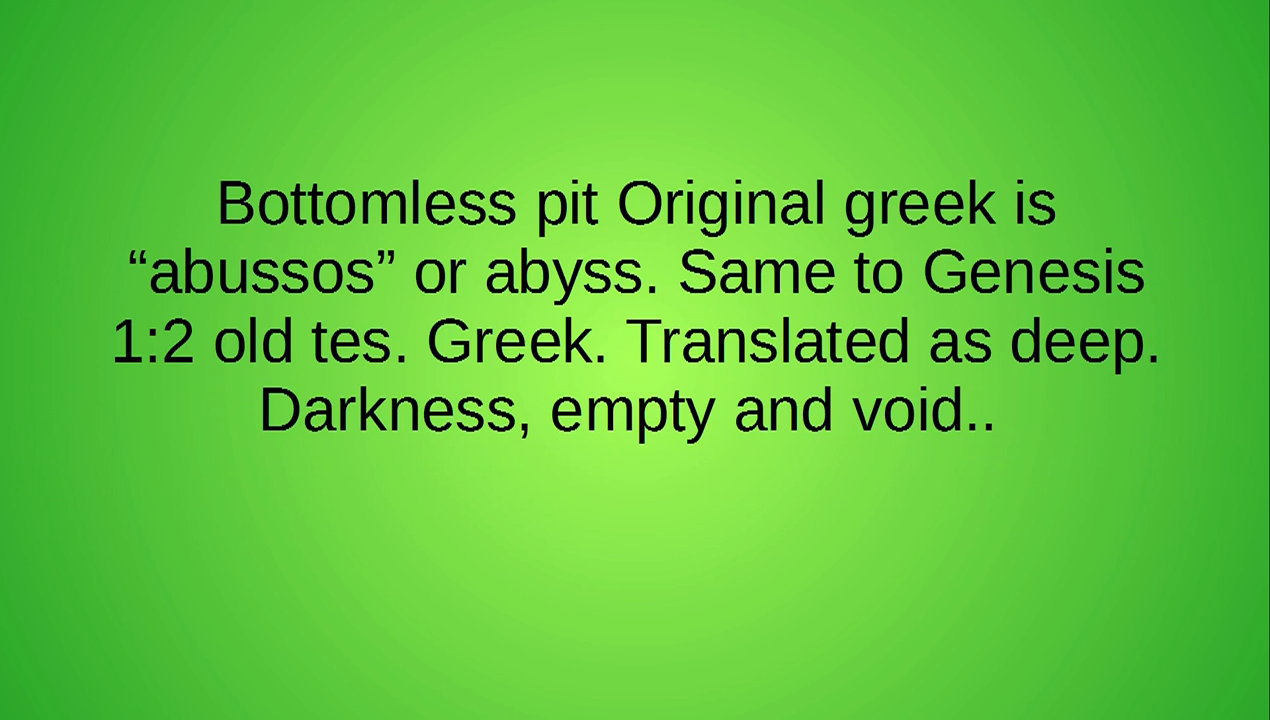 Bottomless pit Original greek is
“abussos” or abyss. Same to Genesis
1:2 old tes. Greek. Translated as deep.
Darkness, empty and void..